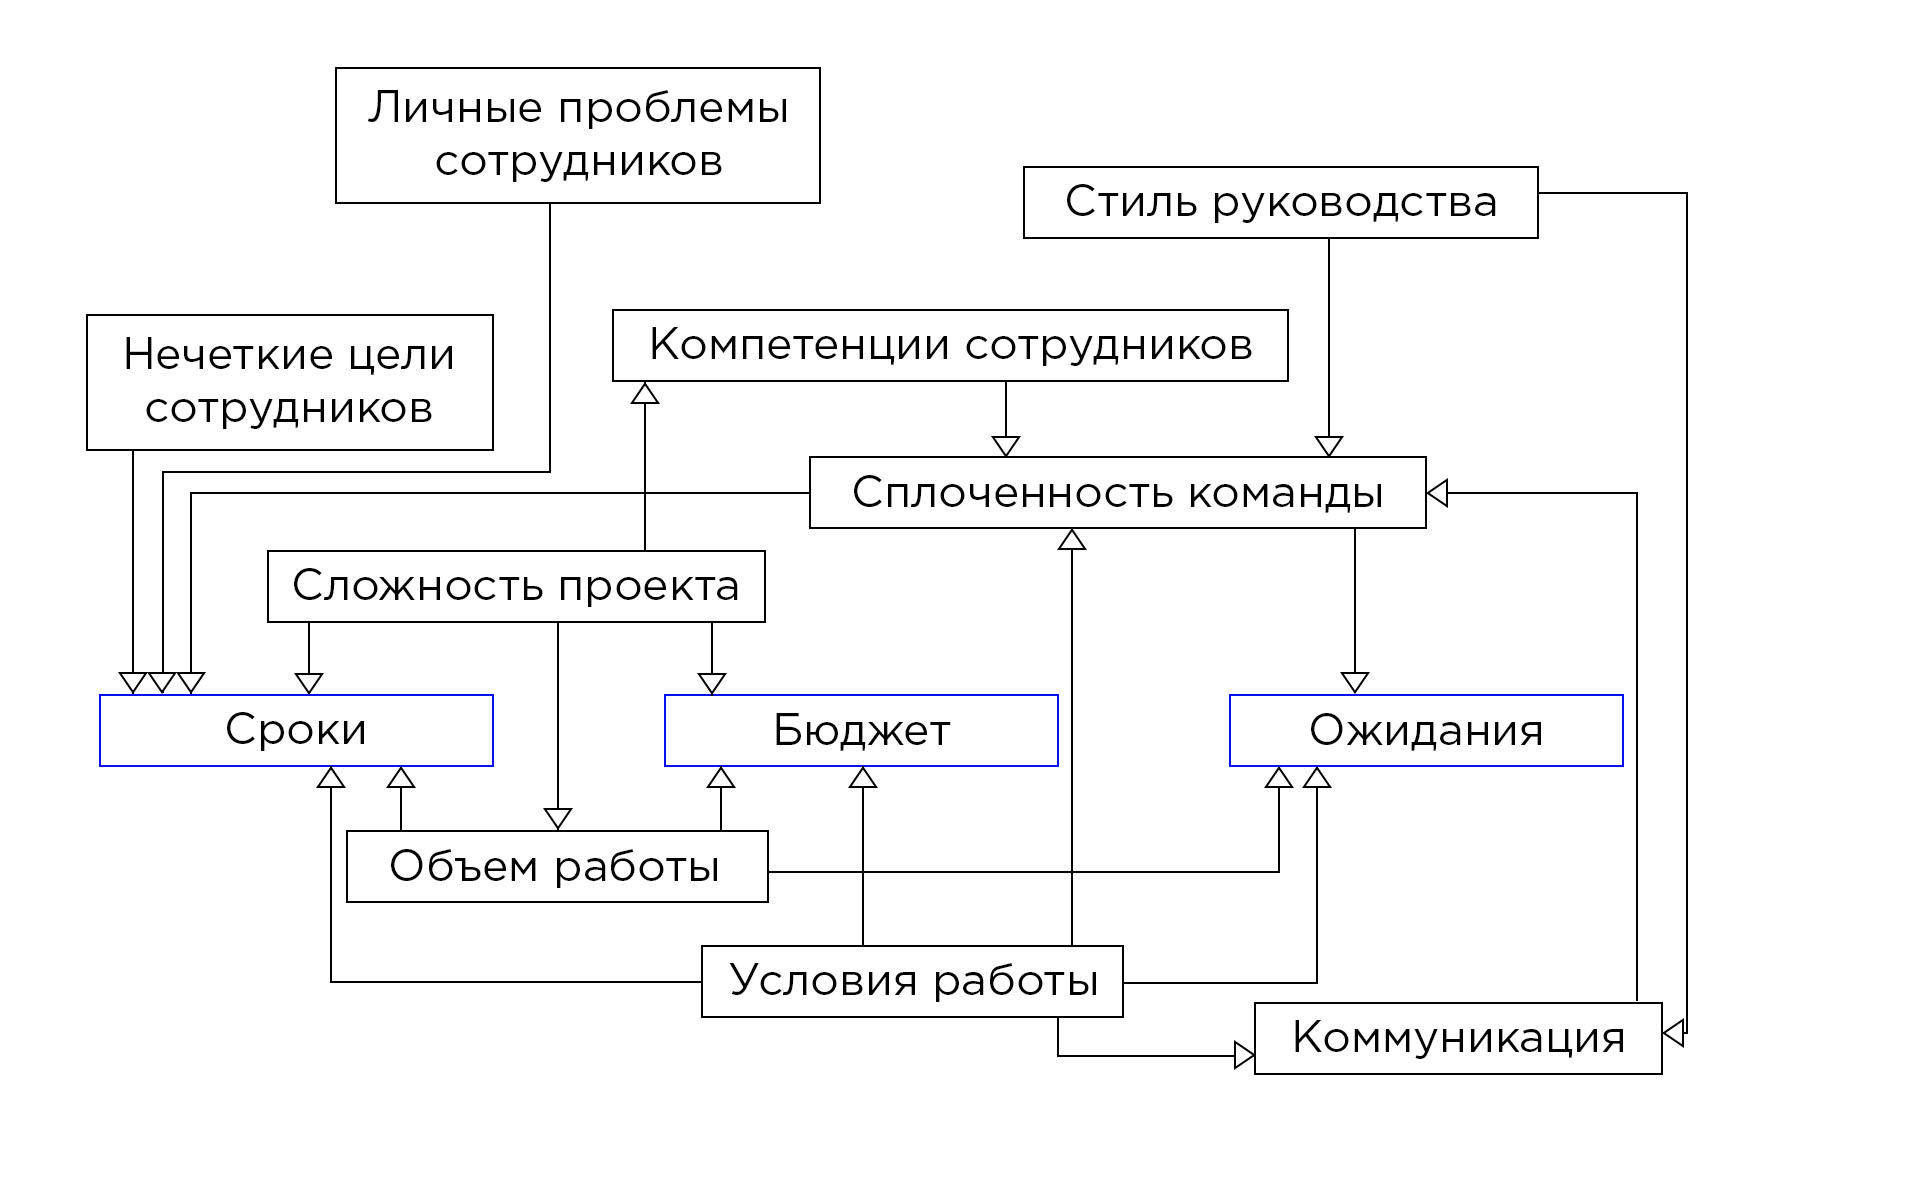 Личные проблемы
сотрудников
Стиль руководства
Нечеткие цели
сотрудников
Компетенции сотрудников
Сплоченность команды
Сложность проекта
Сроки
Бюджет
Ожидания
Объем работы
Условия работы
Коммуникация